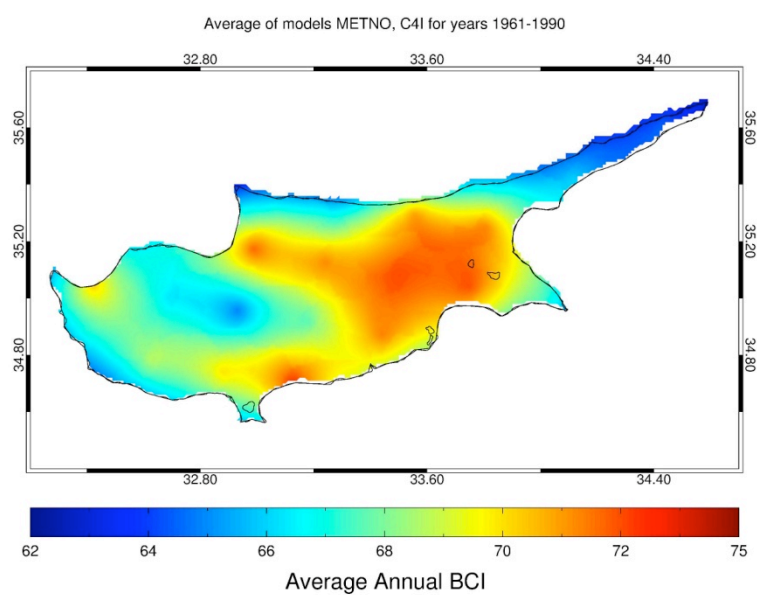 Average of models METNO, C4I for years 1961-1990
32.80 33.60 34.40
35.60 35.60
35.20 35.20
34.80 34.80
32.80 33.60 34.40
62 64 66 68 70 72 75
Average Annual BCI